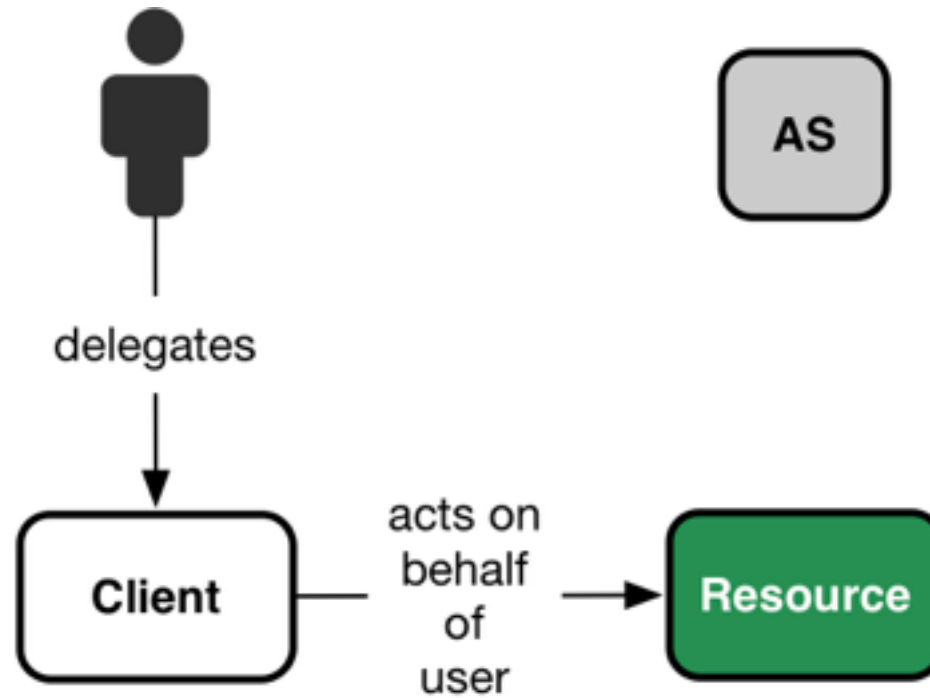 AS
delegates
Client
acts on
behalf
of
user
Resource